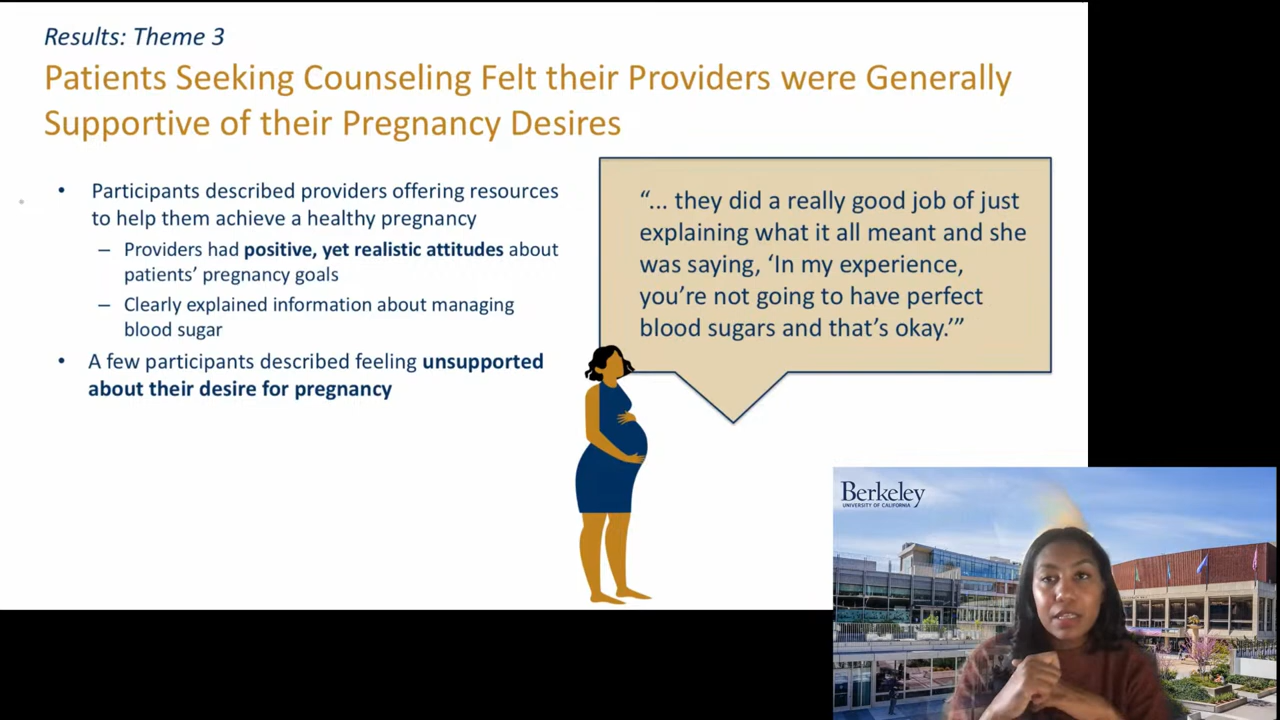 Results: Theme 3
Patients Seeking Counseling Felt their Providers were Generally
Supportive of their Pregnancy Desires
• Participants described providers offering resources
to help them achieve a healthy pregnancy
– Providers had positive, yet realistic attitudes about
patients’ pregnancy goals
– Clearly explained information about managing
blood sugar
• A few participants described feeling unsupported
about their desire for pregnancy
“... they did a really good job of just
explaining what it all meant and she
was saying, ‘In my experience,
you’re not going to have perfect
blood sugars and that’s okay.’”
Berkeley
UNIVERSITY OF CALIFORNIA